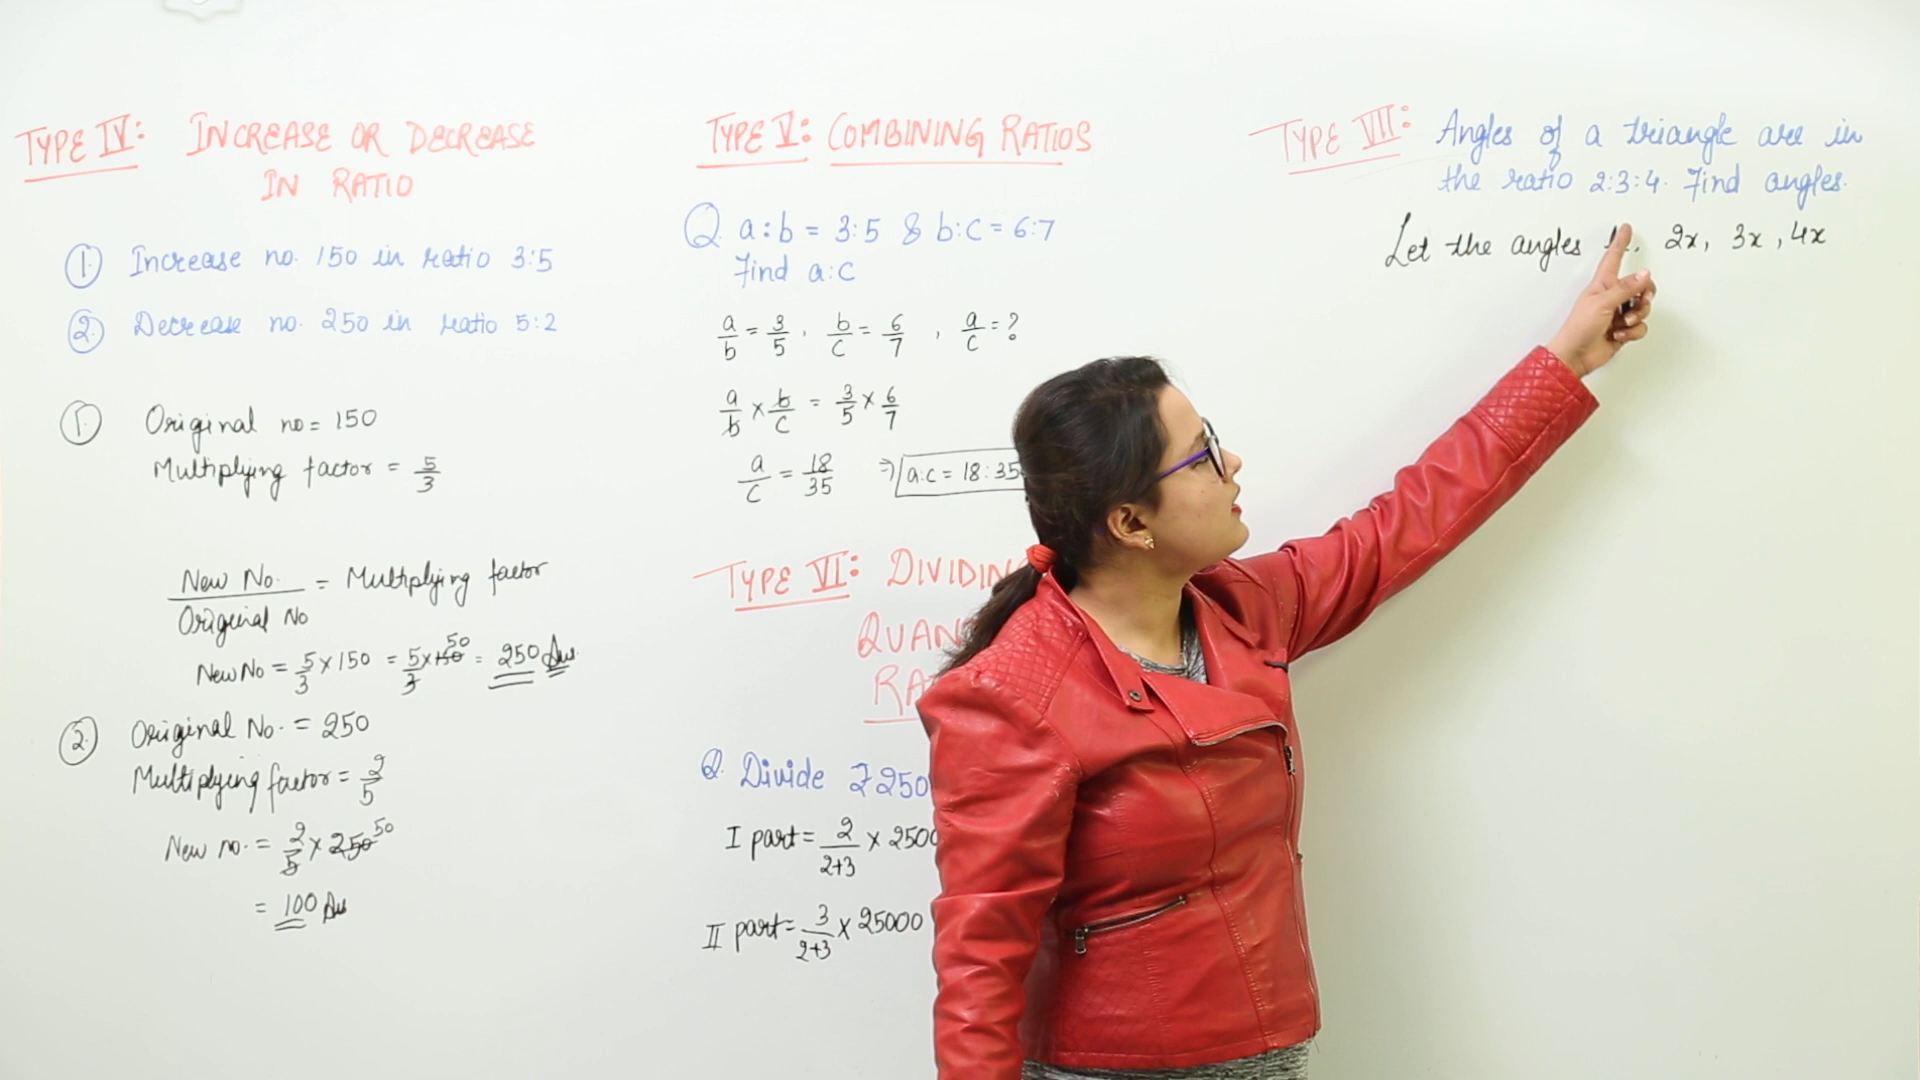 TYPE IV: INCREASE OR DECREASE
IN RATIO
1. Increase no. 150 in ratio 3:5
2. Decrease no. 250 in ratio 5:2
1. Original no = 150
Multiplying factor = 5/3
New No. / Original No = Multiplying factor
New No = 5/3 × 150 = 5/3 × 150 50 = 250 Ans
2. Original No. = 250
Multiplying factor = 2/5
New no. = 2/5 × 250 50
= 100 Ans
TYPE V: COMBINING RATIOS
Q a:b = 3:5 & b:c = 6:7
Find a:c
a/b = 3/5, b/c = 6/7, a/c = ?
a/b × b/c = 3/5 × 6/7
a/c = 18/35 ⇒ a:c = 18:35
TYPE VI: DIVIDING
Q. Divide ₹250
I part = 2/2+3 × 2500
II part = 3/2+3 × 25000
TYPE VII: Angles of a triangle are in
the ratio 2:3:4. Find angles.
Let the angles 2x, 3x, 4x